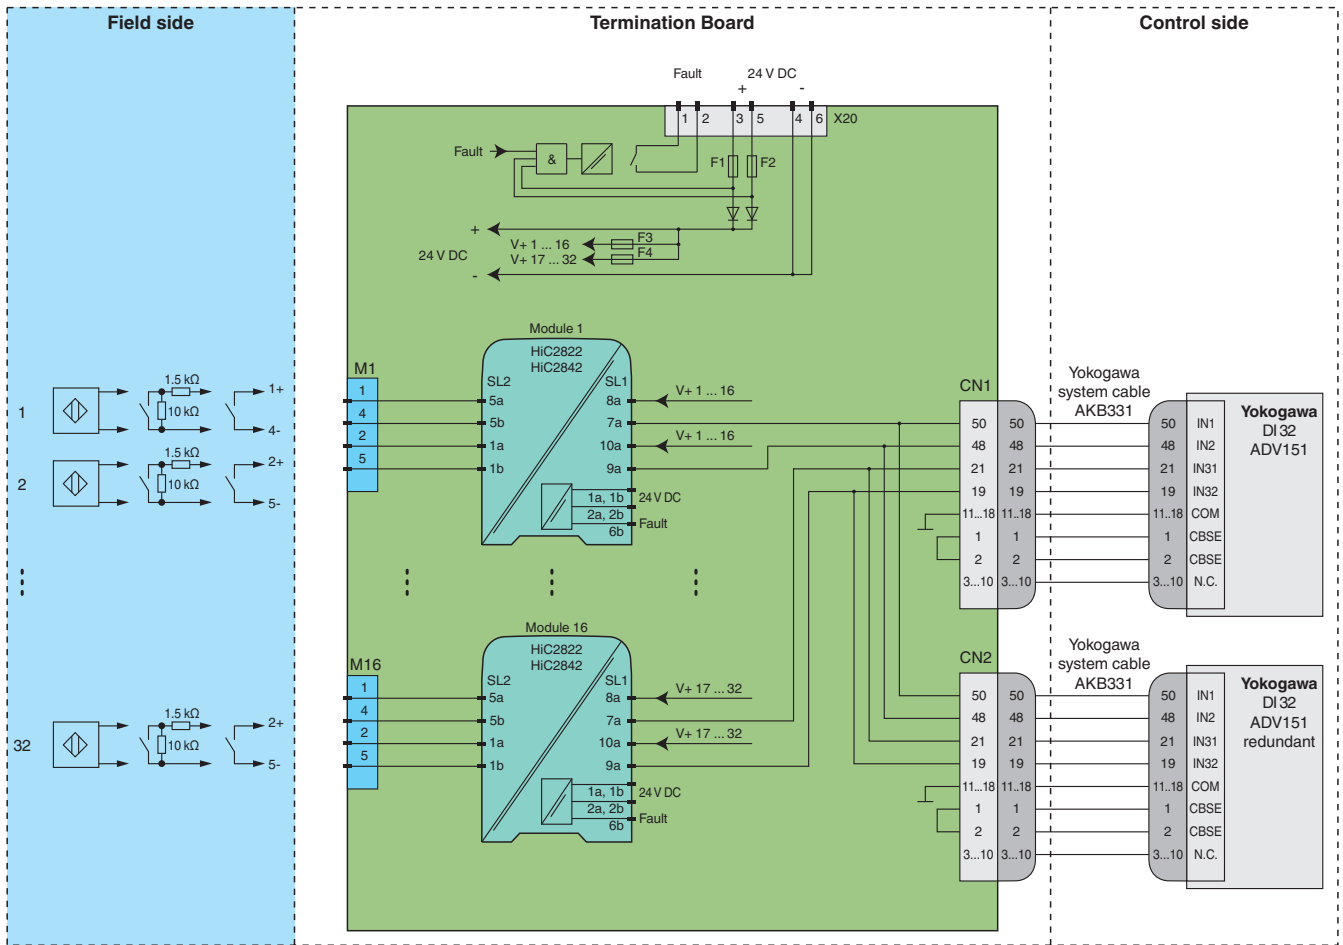 Field side
Termination Board
Control side
Fault 24 V DC
+ -
1 2 3 5 4 6 X20
Fault & F1 F2
+
V+ 1 ... 16 F3
24 V DC V+ 17 ... 32 F4
-
1
1.5 kΩ
10 kΩ
1+
4-
2
1.5 kΩ
10 kΩ
2+
5-
32
1.5 kΩ
10 kΩ
2+
5-
M1
1
4
2
5
Module 1
HiC2822
HiC2842
SL2 SL1
5a 8a V+ 1 ... 16
5b 7a
1a 10a V+ 1 ... 16
1b 9a
1a, 1b 24 V DC
2a, 2b
6b Fault
M16
1
4
2
5
Module 16
HiC2822
HiC2842
SL2 SL1
5a 8a V+ 17 ... 32
5b 7a
1a 10a V+ 17 ... 32
1b 9a
1a, 1b 24 V DC
2a, 2b
6b Fault
CN1
Yokogawa
system cable
AKB331
50 50 50 IN1
48 48 48 IN2
21 21 21 IN31
19 19 19 IN32
11..18 11..18 11..18 COM
1 1 1 CBSE
2 2 2 CBSE
3...10 3...10 3...10 N.C.
Yokogawa
DI 32
ADV151
CN2
Yokogawa
system cable
AKB331
50 50 50 IN1
48 48 48 IN2
21 21 21 IN31
19 19 19 IN32
11..18 11..18 11..18 COM
1 1 1 CBSE
2 2 2 CBSE
3...10 3...10 3...10 N.C.
Yokogawa
DI 32
ADV151
redundant